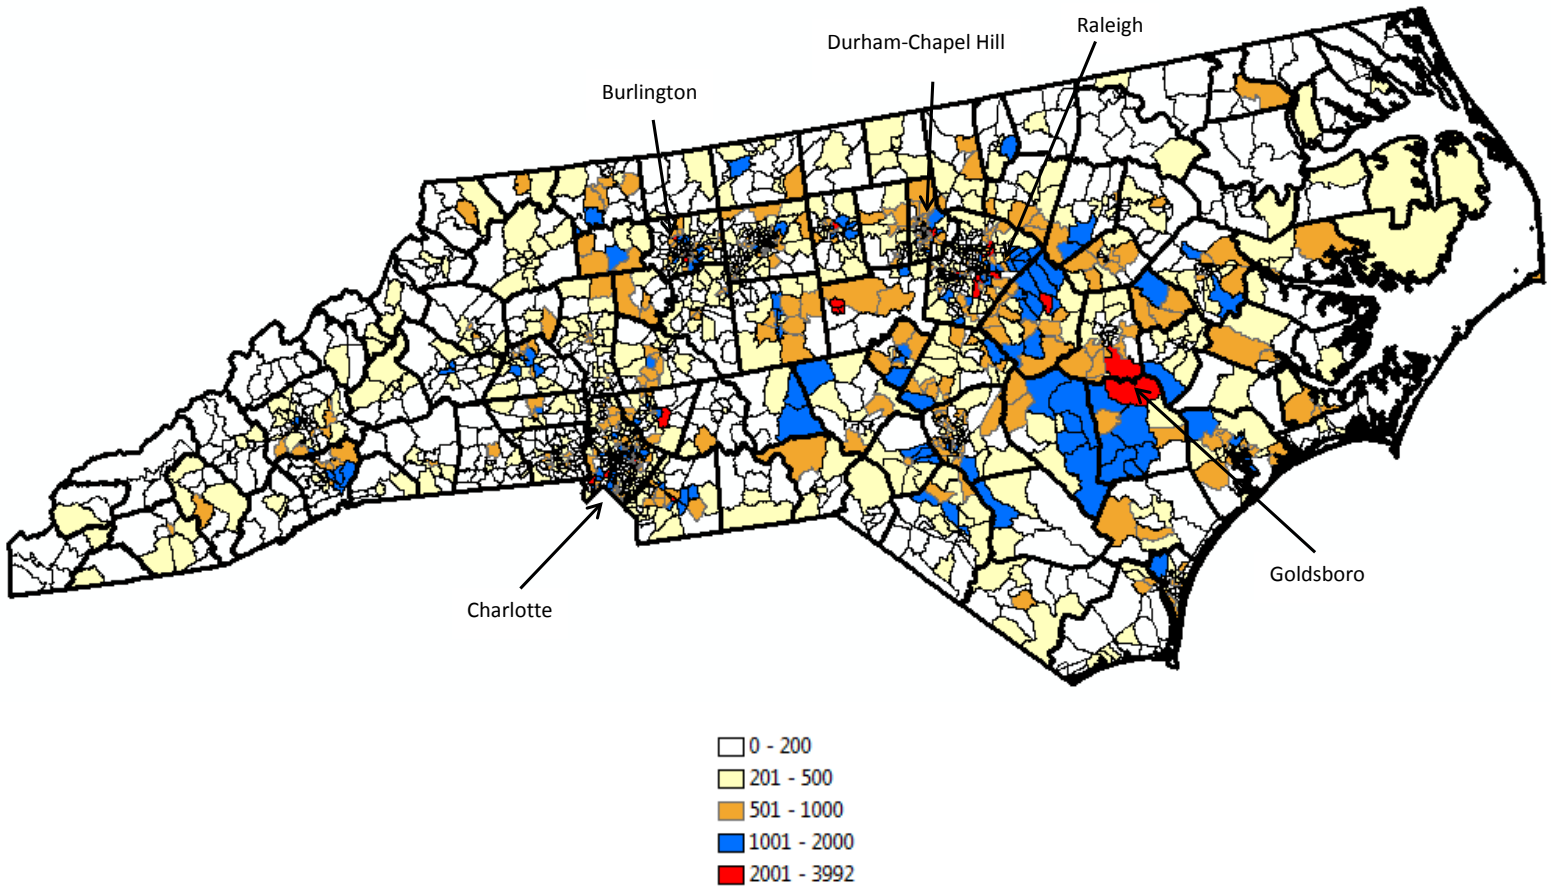 Raleigh
Durham-Chapel Hill
Burlington
Goldsboro
Charlotte
0 - 200
201 - 500
501 - 1000
1001 - 2000
2001 - 3992